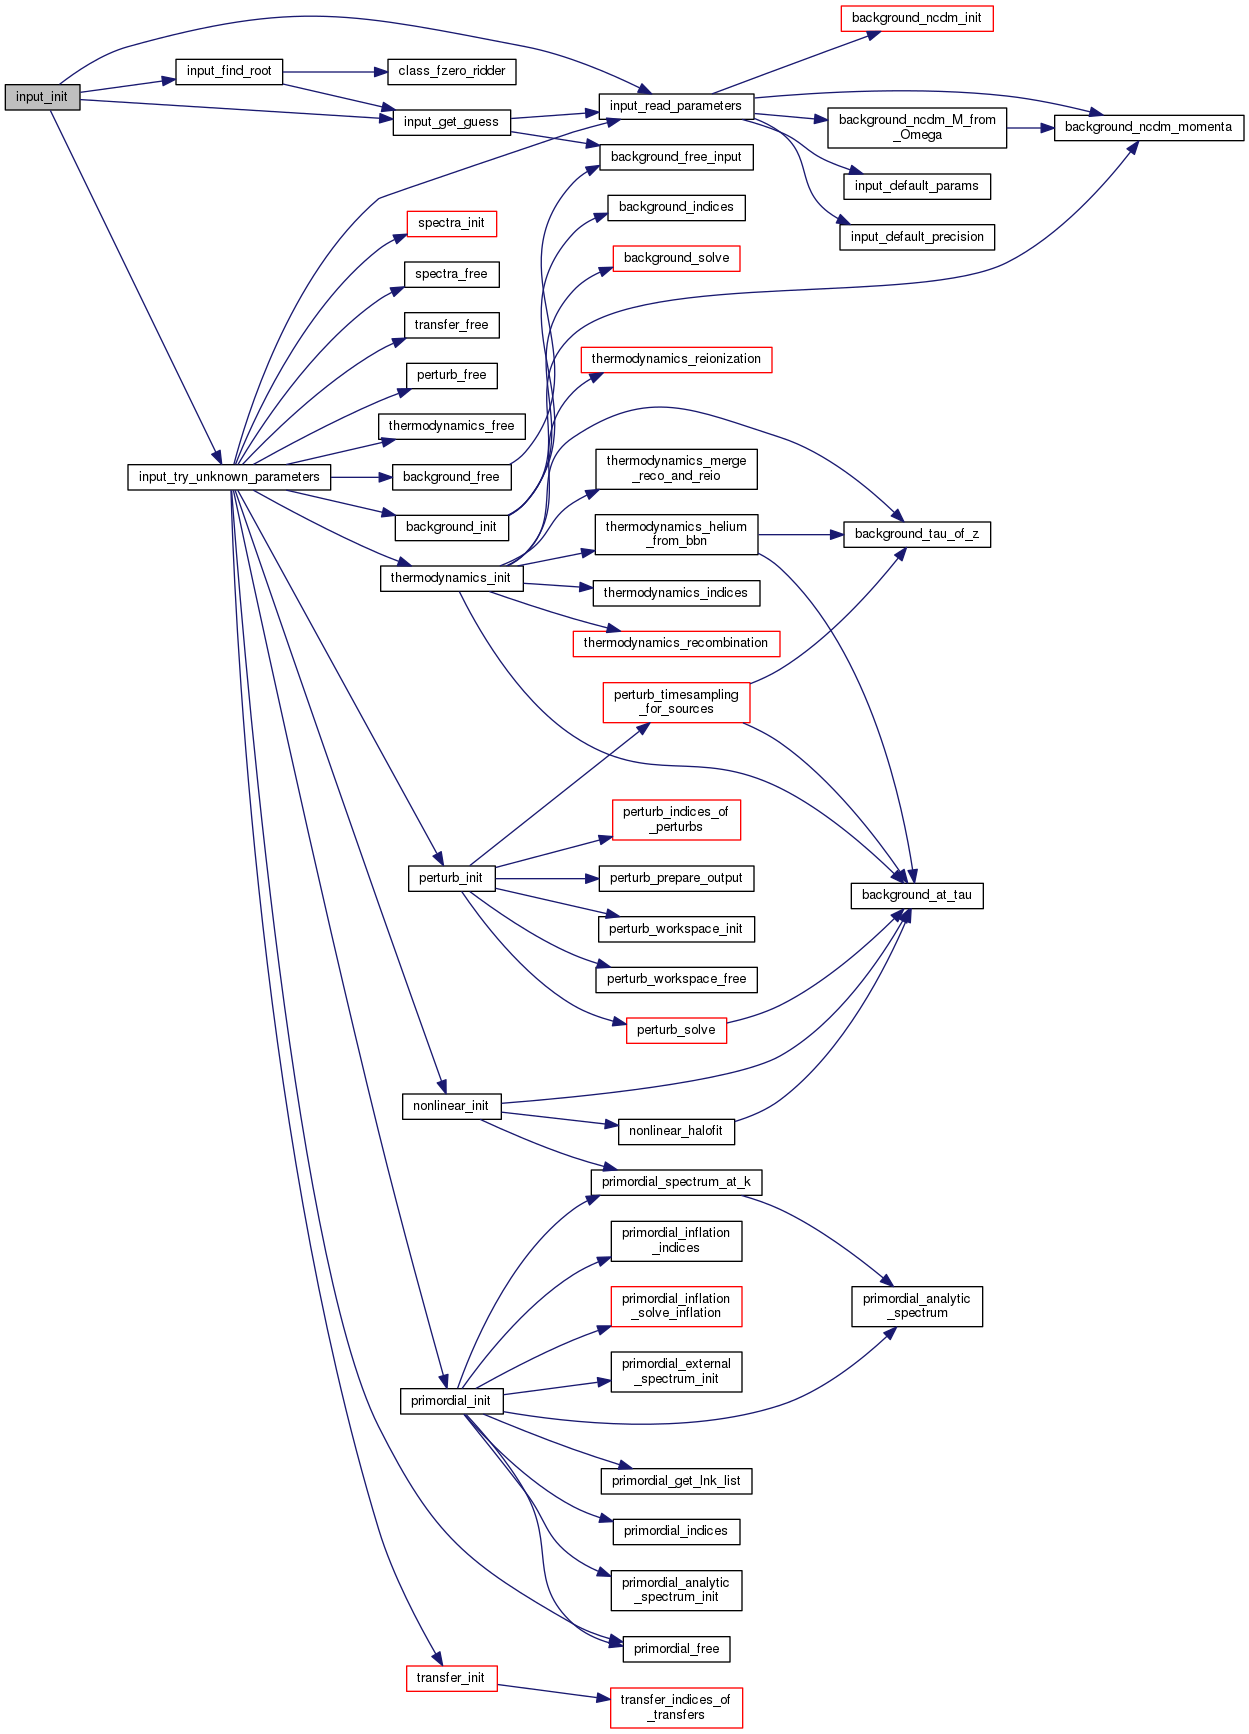 input_init
input_find_root
input_try_unknown_parameters
class_fzero_ridder
input_get_guess
spectra_init
spectra_free
transfer_free
perturb_free
thermodynamics_free
background_free
background_init
thermodynamics_init
perturb_init
nonlinear_init
primordial_init
transfer_init
input_read_parameters
background_free_input
background_indices
background_solve
thermodynamics_reionization
thermodynamics_merge
_reco_and_reio
thermodynamics_helium
_from_bbn
thermodynamics_indices
thermodynamics_recombination
perturb_timesampling
_for_sources
perturb_indices_of
_perturbs
perturb_prepare_output
perturb_workspace_init
perturb_workspace_free
perturb_solve
nonlinear_halofit
primordial_spectrum_at_k
primordial_inflation
_indices
primordial_inflation
_solve_inflation
primordial_external
_spectrum_init
primordial_get_lnk_list
primordial_indices
primordial_analytic
_spectrum_init
primordial_free
transfer_indices_of
_transfers
background_ncdm_init
background_ncdm_M_from
_Omega
input_default_params
input_default_precision
background_tau_of_z
background_at_tau
primordial_analytic
_spectrum
background_ncdm_momenta